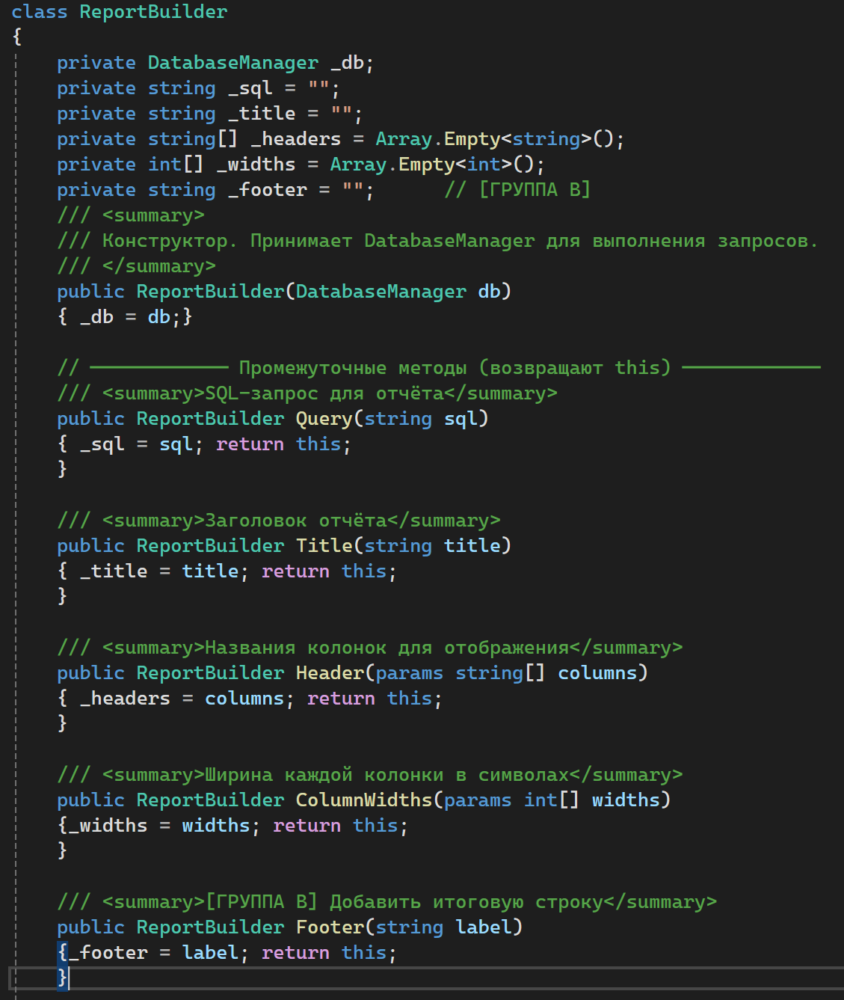 class ReportBuilder
{
    private DatabaseManager _db;
    private string _sql = "";
    private string _title = "";
    private string[] _headers = Array.Empty<string>();
    private int[] _widths = Array.Empty<int>();
    private string _footer = "";      // [ГРУППА В]
    /// <summary>
    /// Конструктор. Принимает DatabaseManager для выполнения запросов.
    /// </summary>
    public ReportBuilder(DatabaseManager db)
    { _db = db;}

    // ──────────── Промежуточные методы (возвращают this) ────────────
    /// <summary>SQL-запрос для отчёта</summary>
    public ReportBuilder Query(string sql)
    { _sql = sql; return this;
    }

    /// <summary>Заголовок отчёта</summary>
    public ReportBuilder Title(string title)
    { _title = title; return this;
    }

    /// <summary>Названия колонок для отображения</summary>
    public ReportBuilder Header(params string[] columns)
    { _headers = columns; return this;
    }

    /// <summary>Ширина каждой колонки в символах</summary>
    public ReportBuilder ColumnWidths(params int[] widths)
    {_widths = widths; return this;
    }

    /// <summary>[ГРУППА В] Добавить итоговую строку</summary>
    public ReportBuilder Footer(string label)
    {_footer = label; return this;
    }